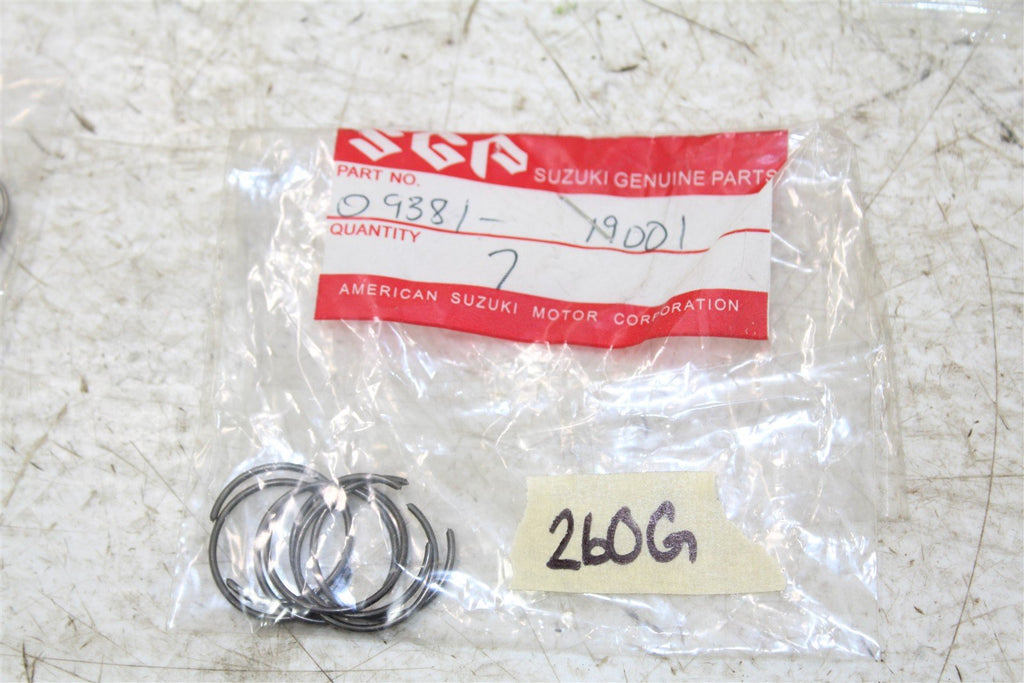 SGP
SUZUKI GENUINE PARTS
PART NO.
09381- 19001
QUANTITY
7
AMERICAN SUZUKI MOTOR CORPORATION
260G